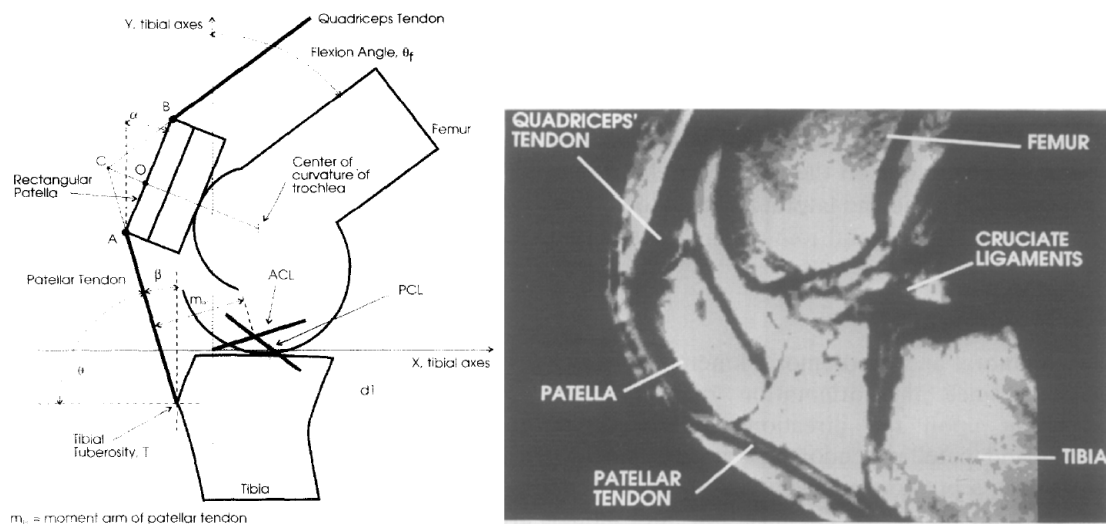 Y, tibial axes
Quadriceps Tendon
Flexion Angle, θf
B
α
Femur
C
O
Center of
curvature of
trochlea
Rectangular
Patella
A
Patellar Tendon
β
ACL
PCL
X, tibial axes
θ
d1
Tibial
Tuberosity, T
Tibia
= moment arm of patellar tendon
QUADRICEPS'
TENDON
FEMUR
CRUCIATE
LIGAMENTS
PATELLA
PATELLAR
TENDON
TIBIA